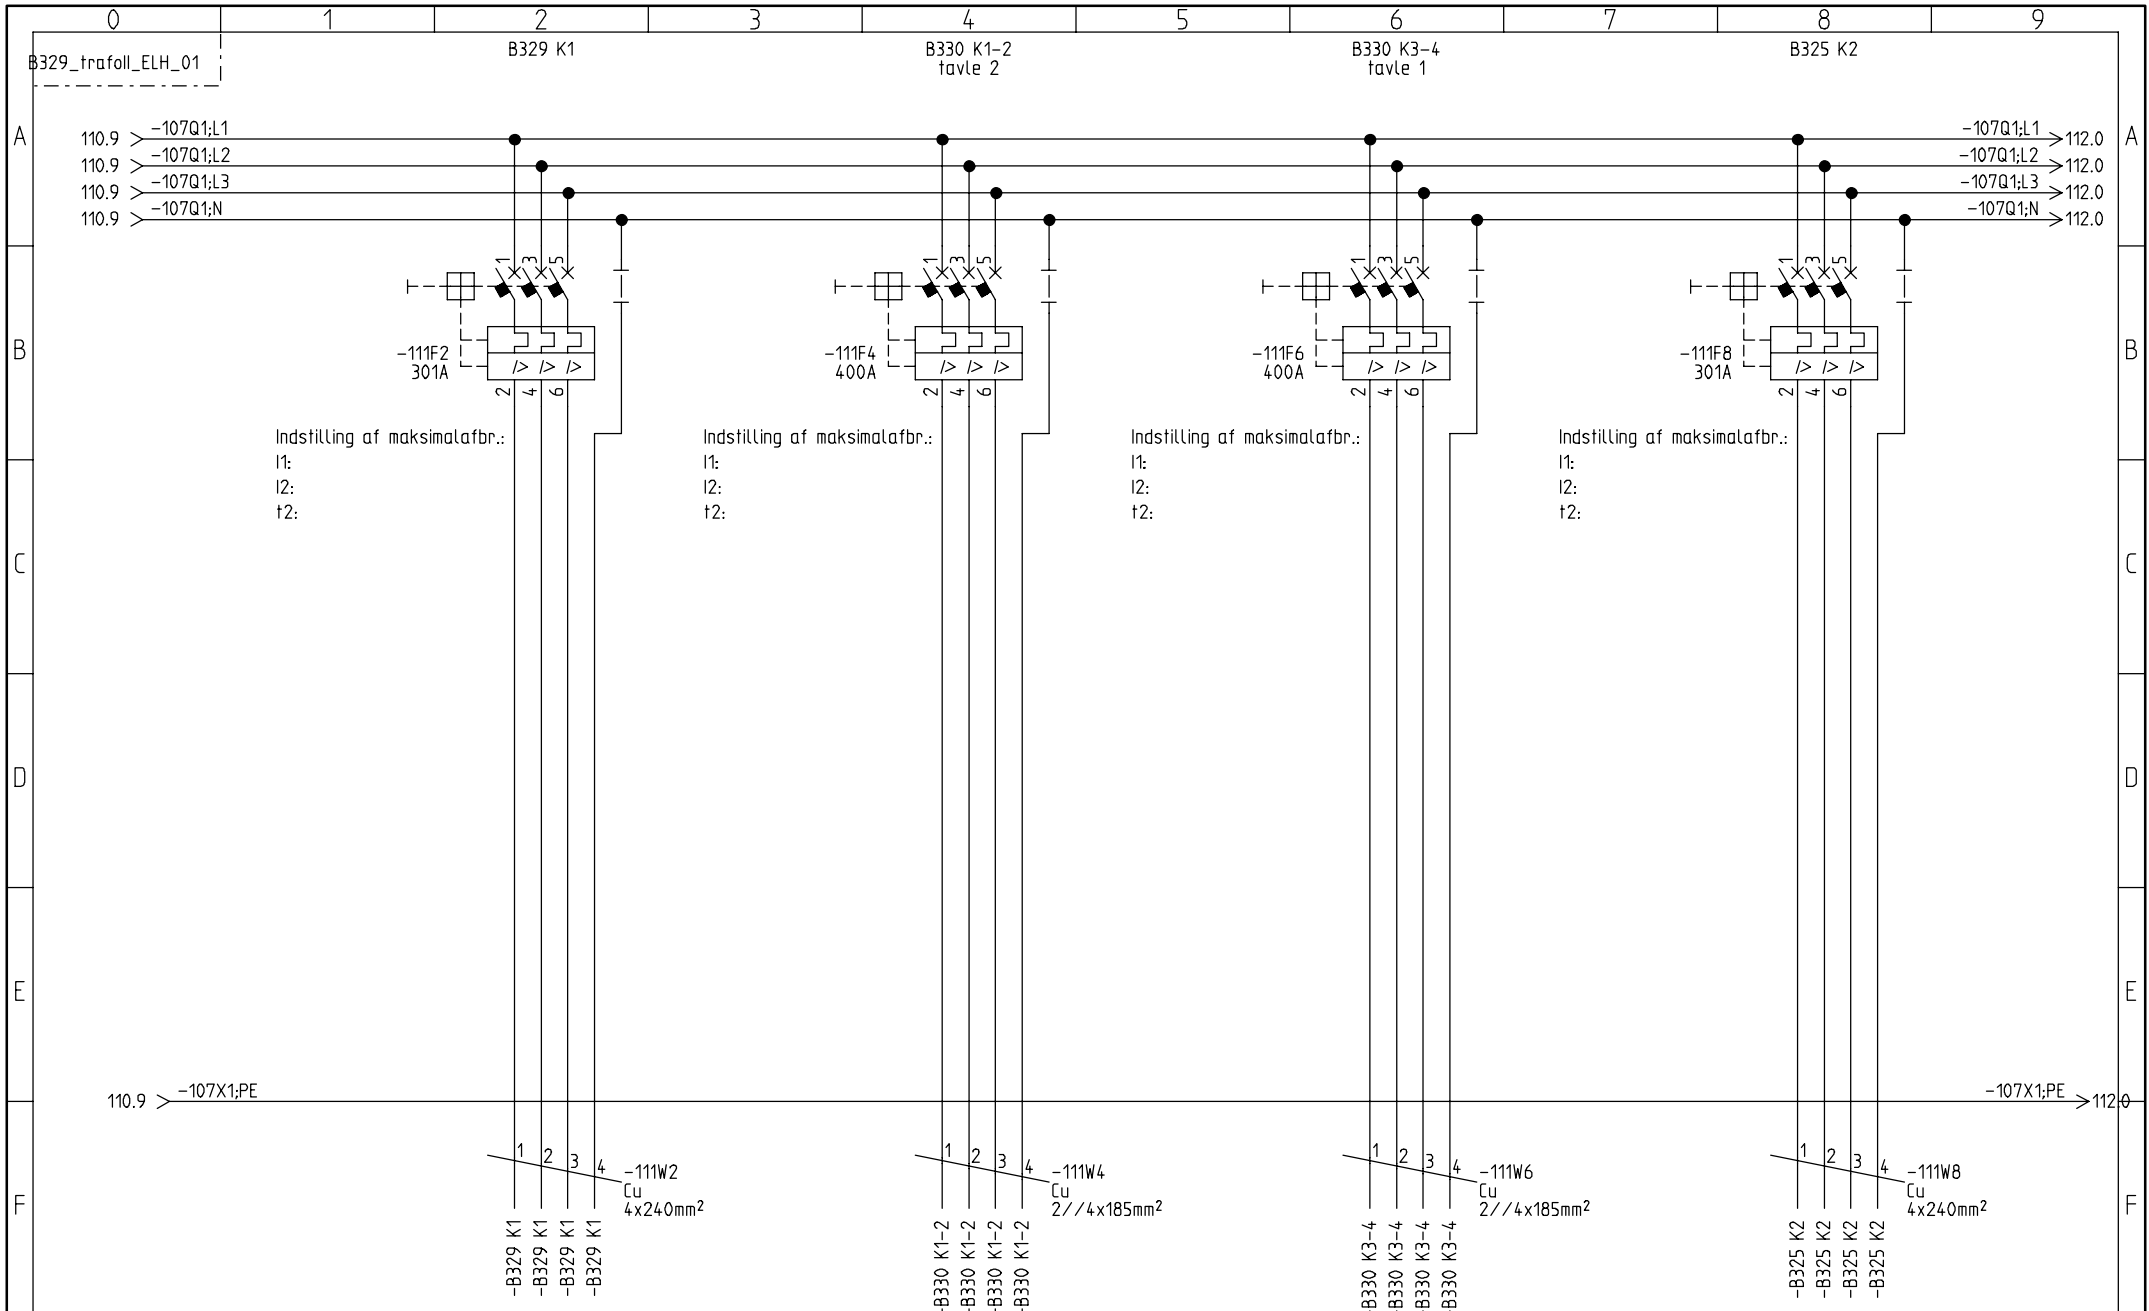 0 1 2 3 4 5 6 7 8 9
B329_trafoII_ELH_01
B329 K1
B330 K1-2
tavle 2
B330 K3-4
tavle 1
B325 K2
A A
110.9 -107Q1;L1 -107Q1;L1 112.0
110.9 -107Q1;L2 -107Q1;L2 112.0
110.9 -107Q1;L3 -107Q1;L3 112.0
110.9 -107Q1;N -107Q1;N 112.0
1 3 5 1 3 5 1 3 5 1 3 5
B B
-111F2
301A
I> I> I>
2 4 6
-111F4
400A
I> I> I>
2 4 6
-111F6
400A
I> I> I>
2 4 6
-111F8
301A
I> I> I>
2 4 6
Indstilling af maksimalafbr.:
I1:
I2:
t2:
Indstilling af maksimalafbr.:
I1:
I2:
t2:
Indstilling af maksimalafbr.:
I1:
I2:
t2:
Indstilling af maksimalafbr.:
I1:
I2:
t2:
C C
D D
E E
110.9 -107X1;PE -107X1;PE 112.0
F F
1 2 3 4
-111W2
Cu
4x240mm²
1 2 3 4
-111W4
Cu
2//4x185mm²
1 2 3 4
-111W6
Cu
2//4x185mm²
1 2 3 4
-111W8
Cu
4x240mm²
-B329 K1
-B329 K1
-B329 K1
-B329 K1
-B330 K1-2
-B330 K1-2
-B330 K1-2
-B330 K1-2
B330 K3-4
B330 K3-4
B330 K3-4
B330 K3-4
-B325 K2
-B325 K2
-B325 K2
-B325 K2